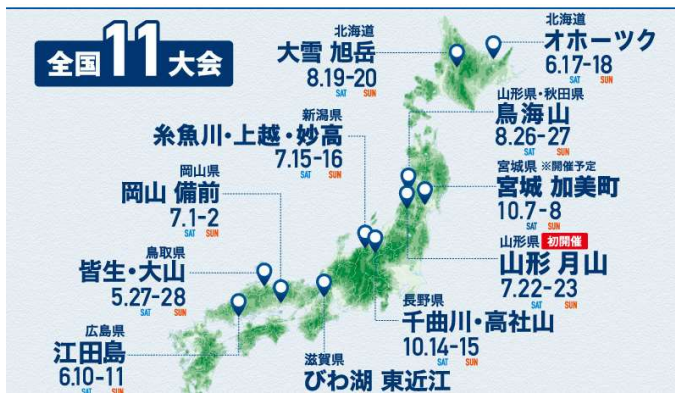 全国11大会
北海道
大雪 旭岳
8.19-20
SAT SUN
北海道
オホーツク
6.17-18
SAT SUN
山形県・秋田県
鳥海山
8.26-27
SAT SUN
新潟県
糸魚川・上越・妙高
7.15-16
SAT SUN
宮城県 ※開催予定
宮城 加美町
10.7-8
SAT SUN
岡山県
岡山 備前
7.1-2
SAT SUN
山形県 初開催
山形 月山
7.22-23
SAT SUN
鳥取県
皆生・大山
5.27-28
SAT SUN
長野県
千曲川・高社山
10.14-15
SAT SUN
広島県
江田島
6.10-11
SAT SUN
滋賀県
びわ湖 東近江